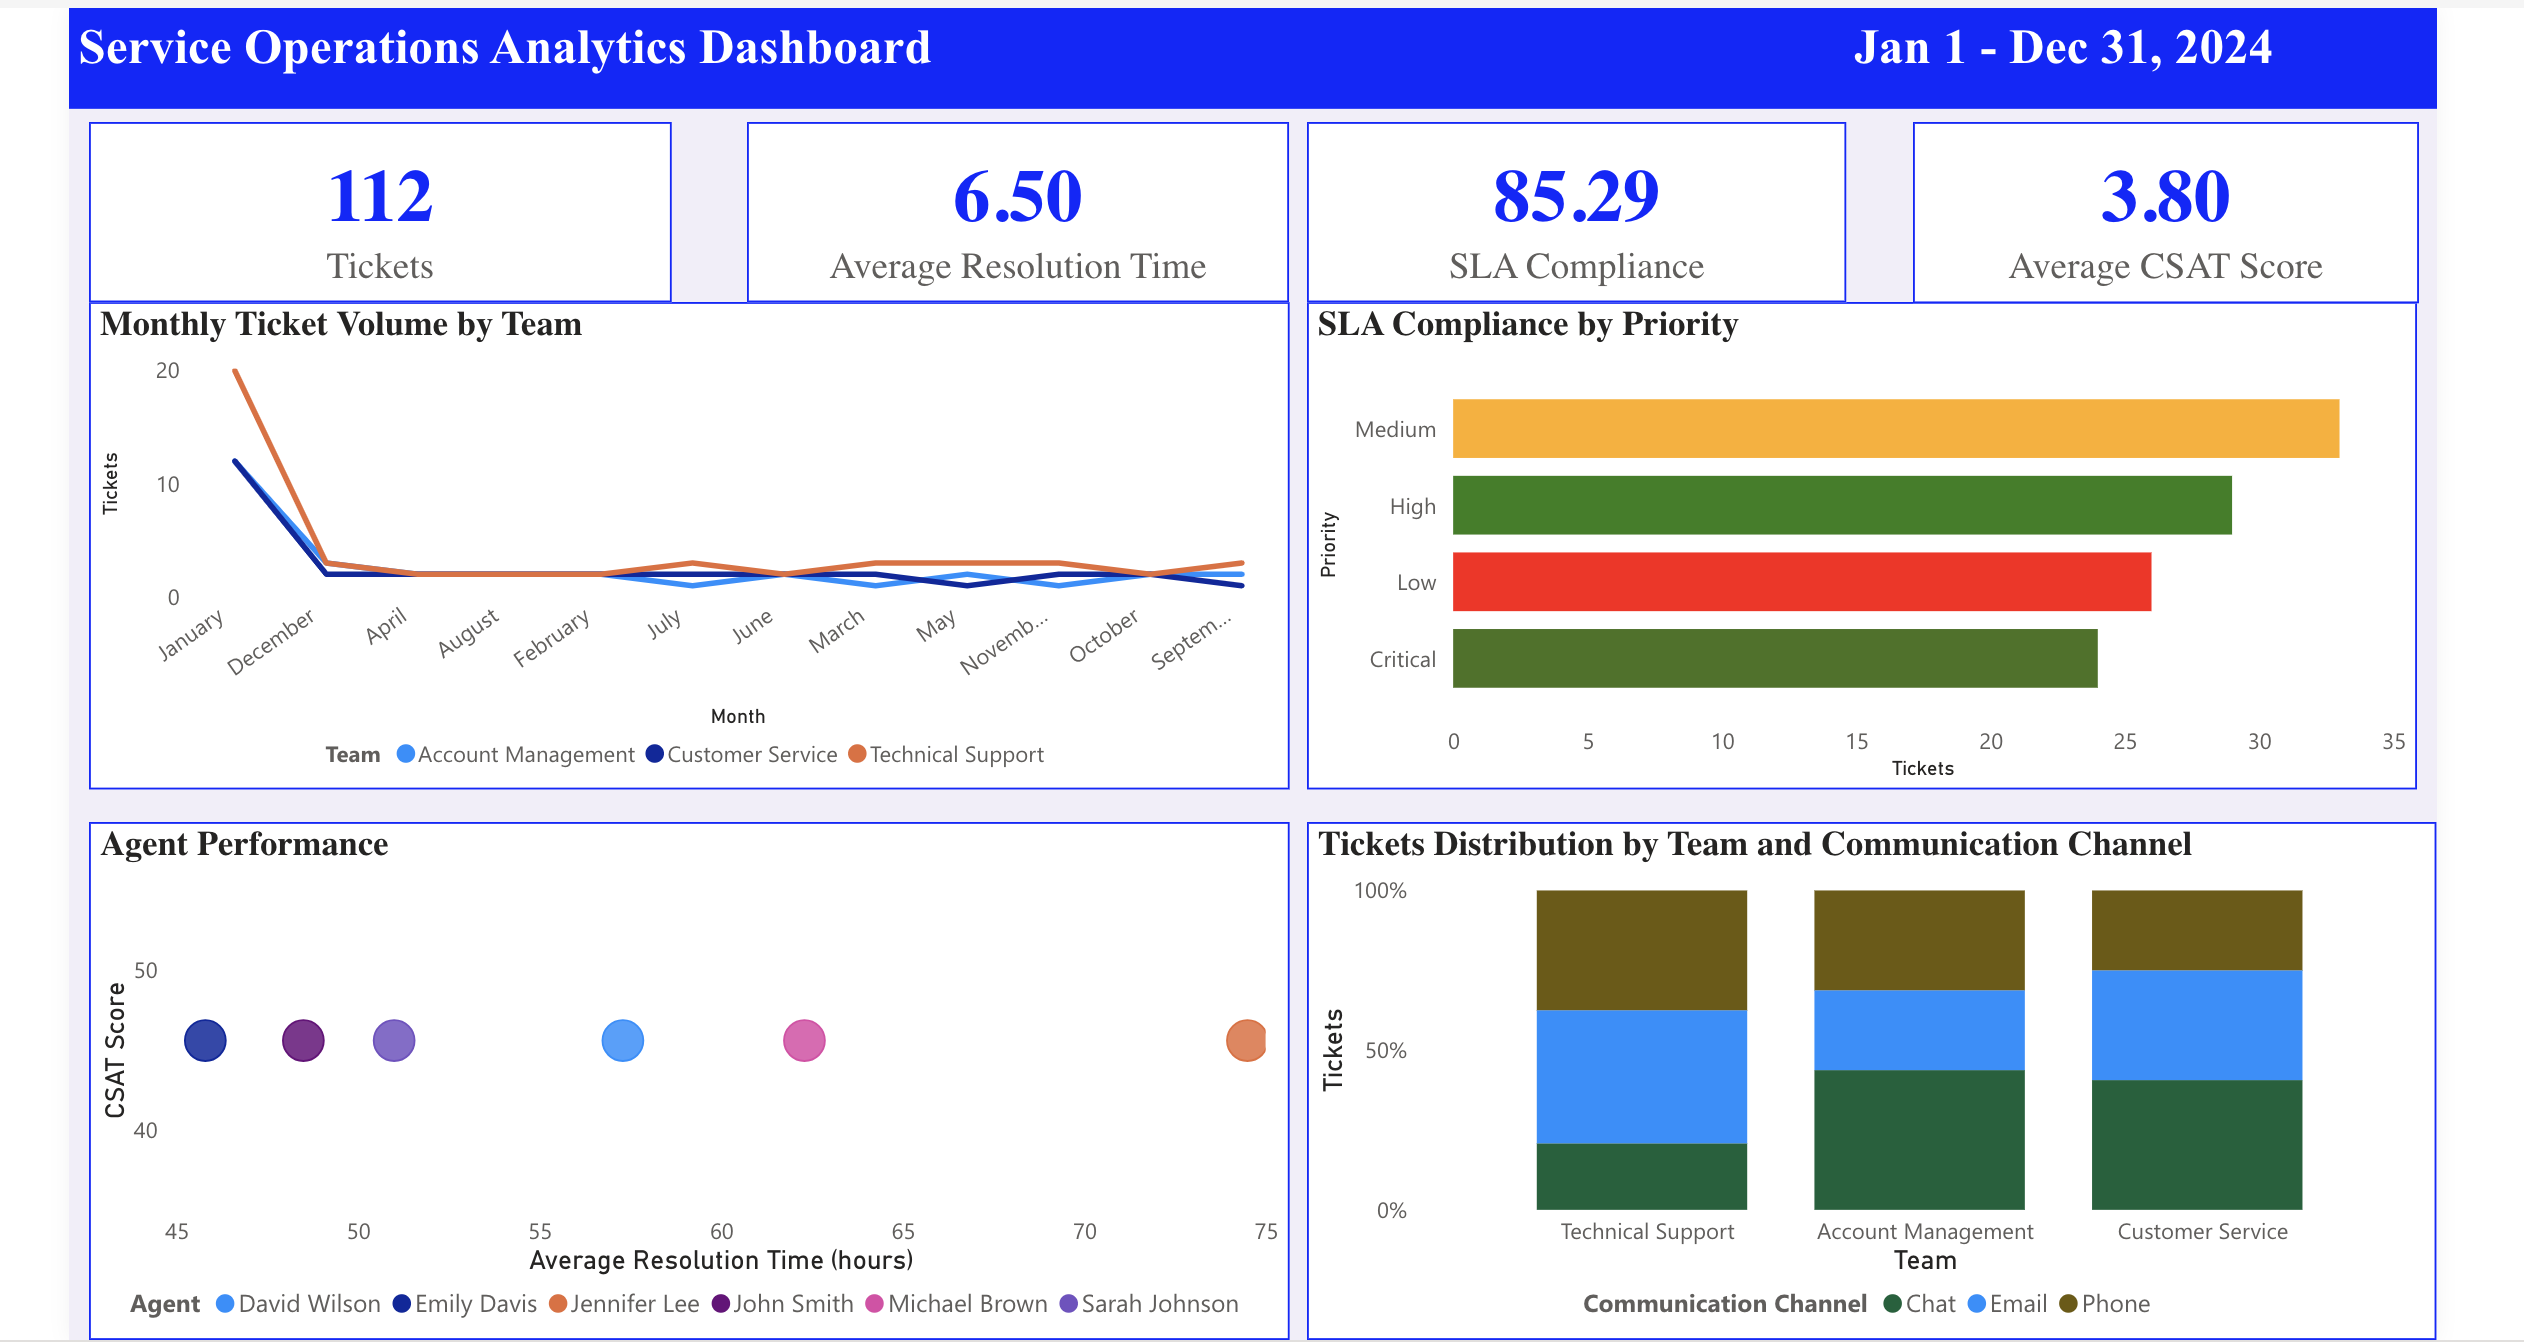 Service Operations Analytics Dashboard
Jan 1 - Dec 31, 2024
112
Tickets
6.50
Average Resolution Time
85.29
SLA Compliance
3.80
Average CSAT Score
Monthly Ticket Volume by Team
Tickets
20
10
0
January
December
April
August
February
July
June
March
May
Novemb...
October
Septem...
Month
Team Account Management Customer Service Technical Support
SLA Compliance by Priority
Priority
Medium
High
Low
Critical
0 5 10 15 20 25 30 35
Tickets
Agent Performance
CSAT Score
50
40
45 50 55 60 65 70 75
Average Resolution Time (hours)
Agent David Wilson Emily Davis Jennifer Lee John Smith Michael Brown Sarah Johnson
Tickets Distribution by Team and Communication Channel
Tickets
100%
50%
0%
Technical Support Account Management Customer Service
Team
Communication Channel Chat Email Phone